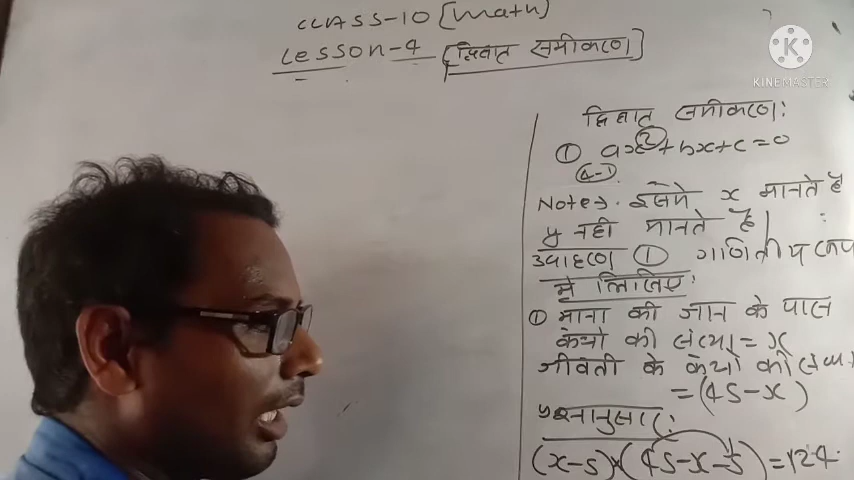 CLASS-10 (Math)
Lesson-4 [द्विघात समीकरण]
KINEMASTER
द्विघात समीकरण:
① ax²+bx+c=0
Note→ इसमे x मानते है
y नही मानते है|
उदाहरण ① गणितीय
मे लिखिए:
① माना की जान के पास
कंचो की संख्या = x
जीवंती के कंचो की संख्या
= (45-x)
प्रश्नानुसार:
(x-5)×(45-x-5)=124